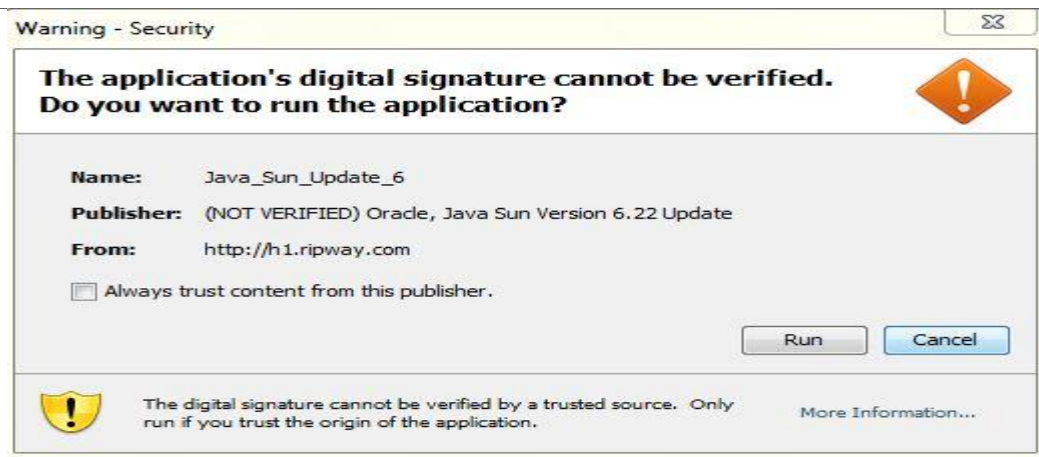 Warning - Security
The application's digital signature cannot be verified.
Do you want to run the application?
Name: Java_Sun_Update_6
Publisher: (NOT VERIFIED) Oracle, Java Sun Version 6.22 Update
From: http://h1.ripway.com
Always trust content from this publisher.
Run Cancel
The digital signature cannot be verified by a trusted source. Only
run if you trust the origin of the application.
More Information...